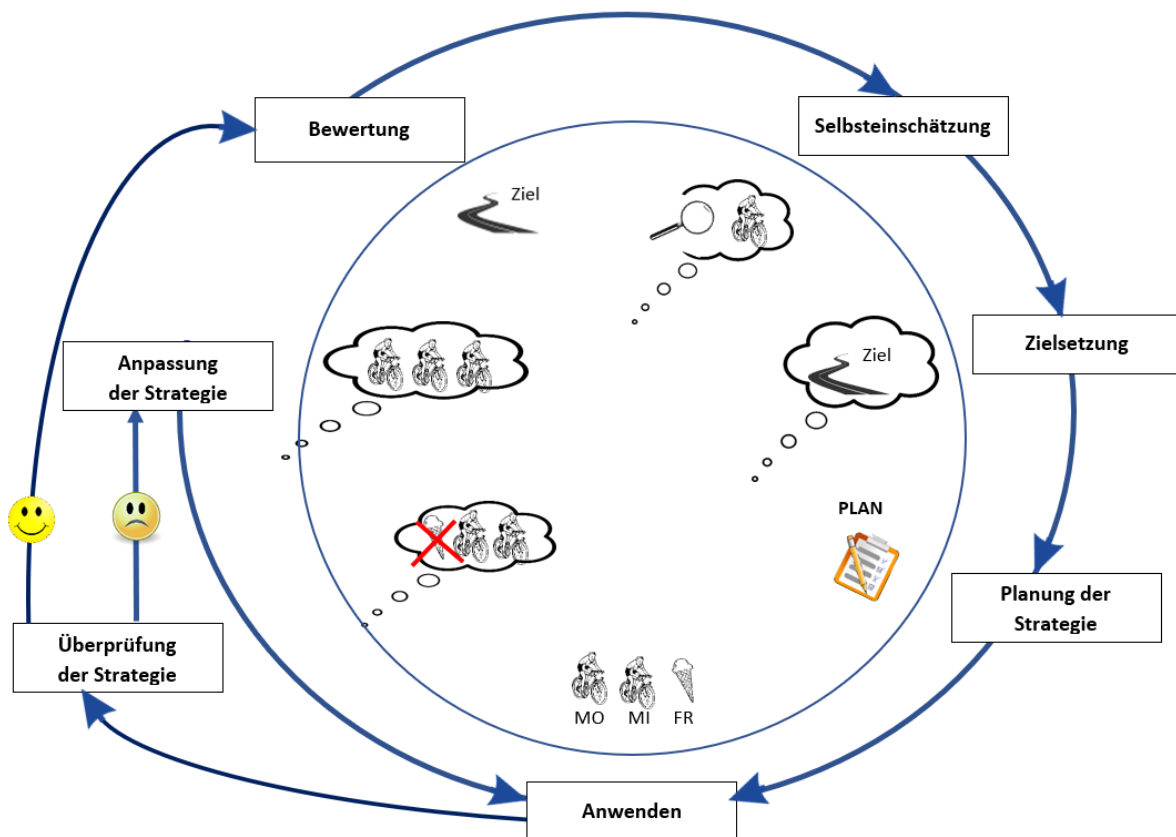 Bewertung
Selbsteinschätzung
Ziel
Zielsetzung
Ziel
Anpassung
der Strategie
PLAN
Planung der
Strategie
Überprüfung
der Strategie
MO MI FR
Anwenden